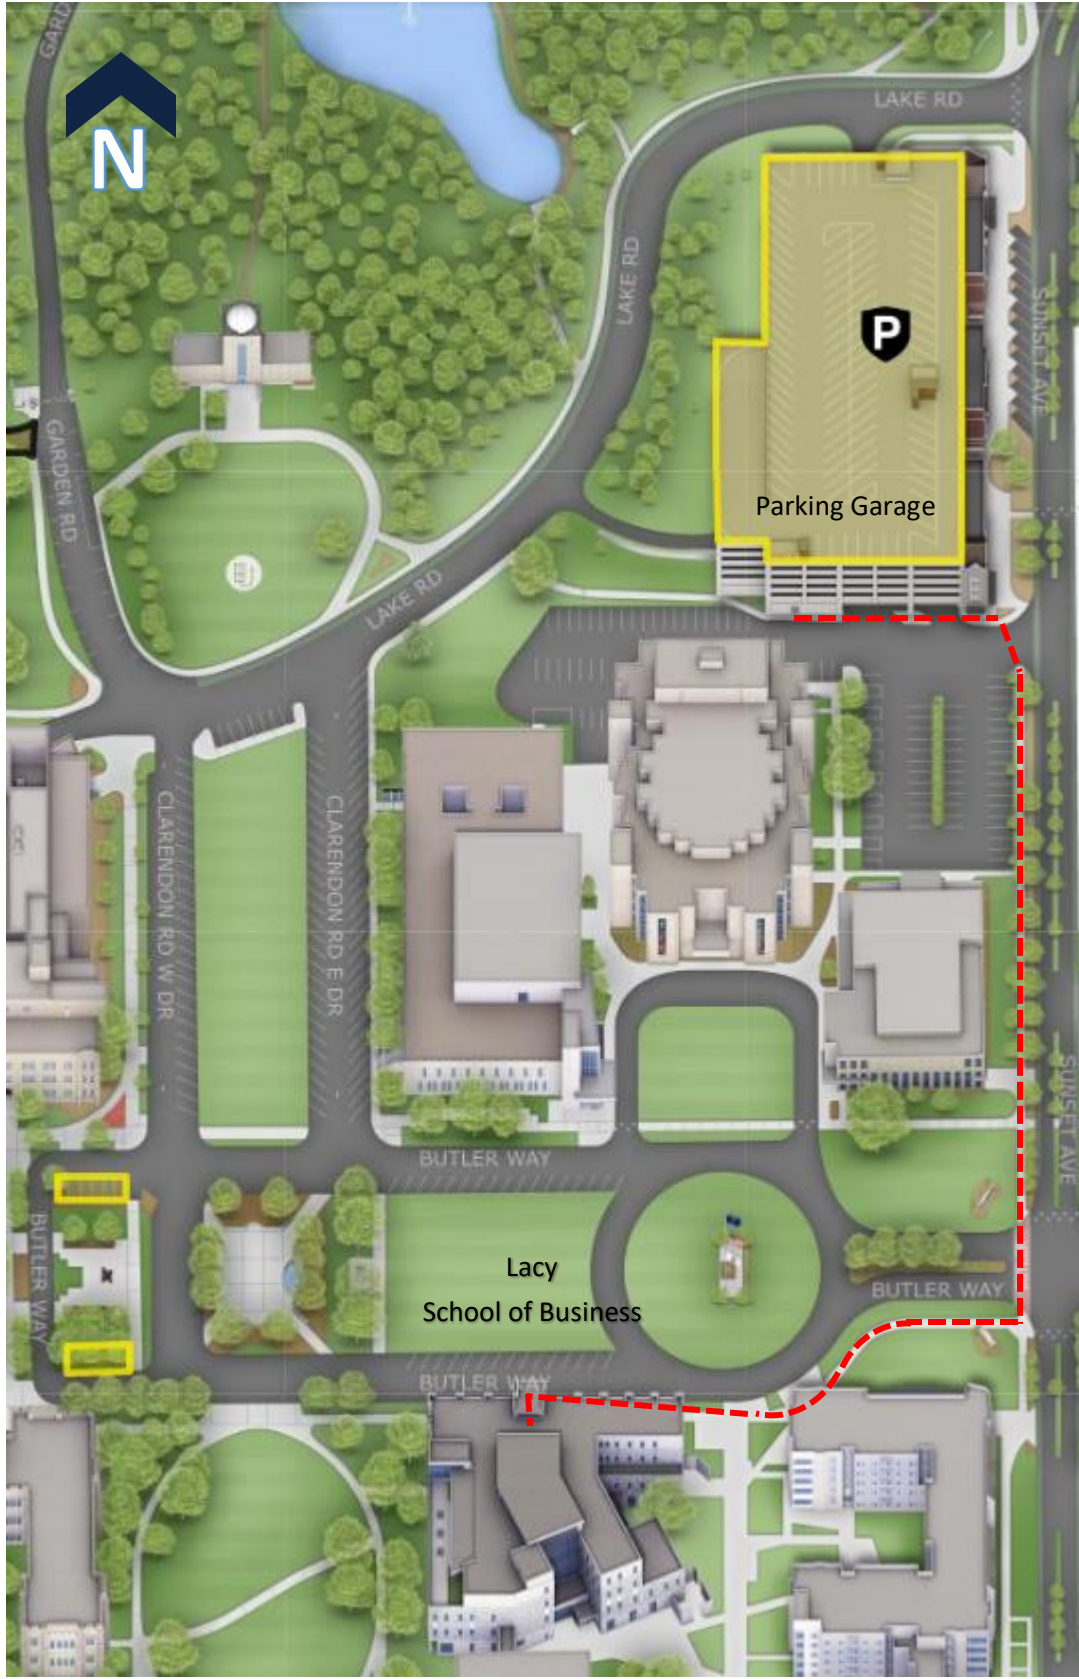 GARD
N
LAKE RD
LAKE RD
SUNSET AVE
P
GARDEN RD
Parking Garage
LAKE RD
CLARENDON RD W DR
CLARENDON RD E DR
SUNSET AVE
BUTLER WAY
BUTLER WAY
Lacy
School of Business
BUTLER WAY
BUTLER WAY